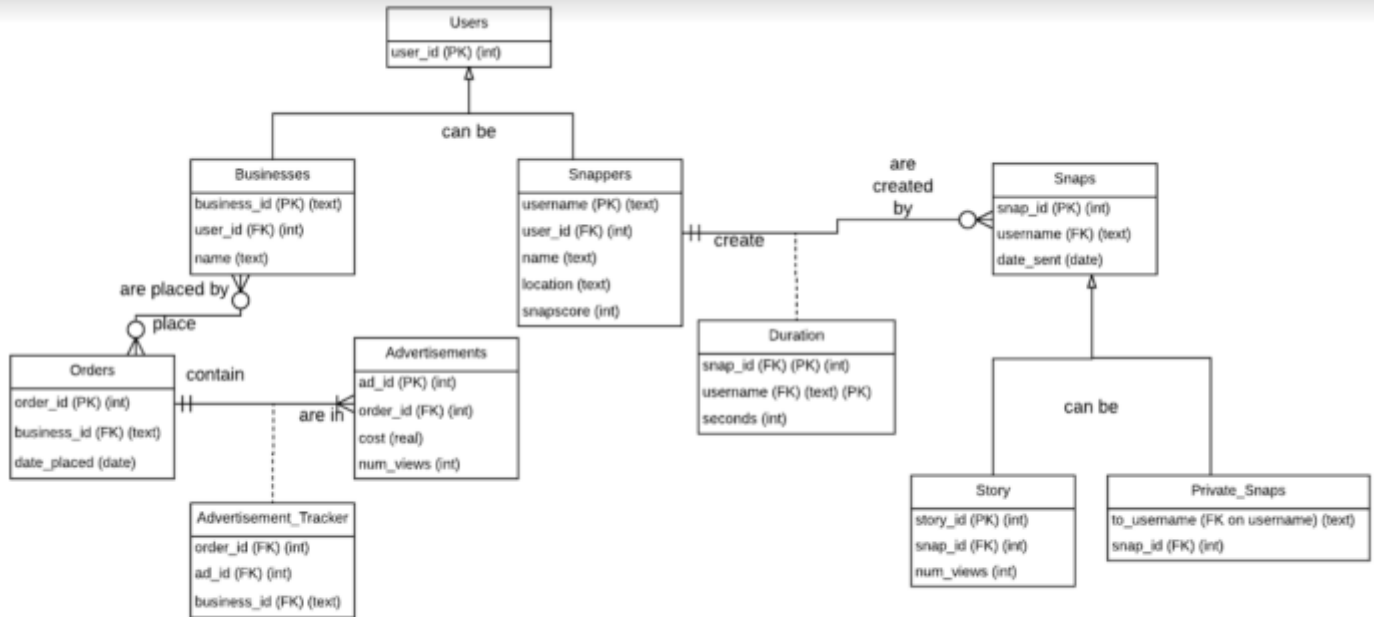 Users
user_id (PK) (int)
can be
Businesses
business_id (PK) (text)
user_id (FK) (int)
name (text)
Snappers
username (PK) (text)
user_id (FK) (int)
name (text)
location (text)
snapscore (int)
create
are
created
by
Snaps
snap_id (PK) (int)
username (FK) (text)
date_sent (date)
are placed by
place
Orders
order_id (PK) (int)
business_id (FK) (text)
date_placed (date)
contain
are in
Advertisements
ad_id (PK) (int)
order_id (FK) (int)
cost (real)
num_views (int)
Duration
snap_id (FK) (PK) (int)
username (FK) (text) (PK)
seconds (int)
can be
Advertisement_Tracker
order_id (FK) (int)
ad_id (FK) (int)
business_id (FK) (text)
Story
story_id (PK) (int)
snap_id (FK) (int)
num_views (int)
Private_Snaps
to_username (FK on username) (text)
snap_id (FK) (int)